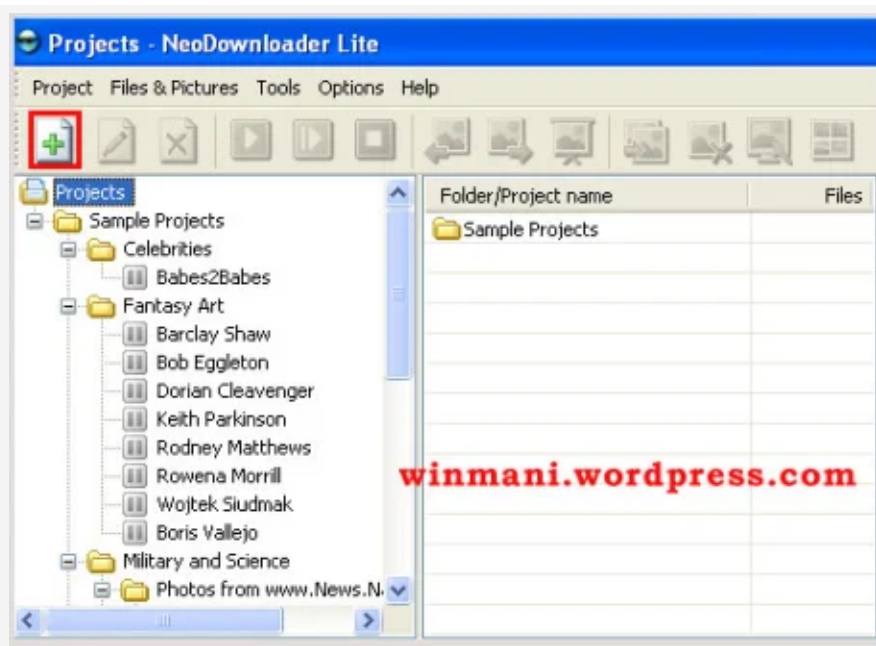 Projects - NeoDownloader Lite
Project Files & Pictures Tools Options Help
Projects
Sample Projects
Celebrities
Babes2Babes
Fantasy Art
Barclay Shaw
Bob Eggleton
Dorian Cleavenger
Keith Parkinson
Rodney Matthews
Rowena Morrill
Wojtek Siudmak
Boris Vallejo
Military and Science
Photos from www.News.N
Folder/Project name Files
Sample Projects
winmani.wordpress.com